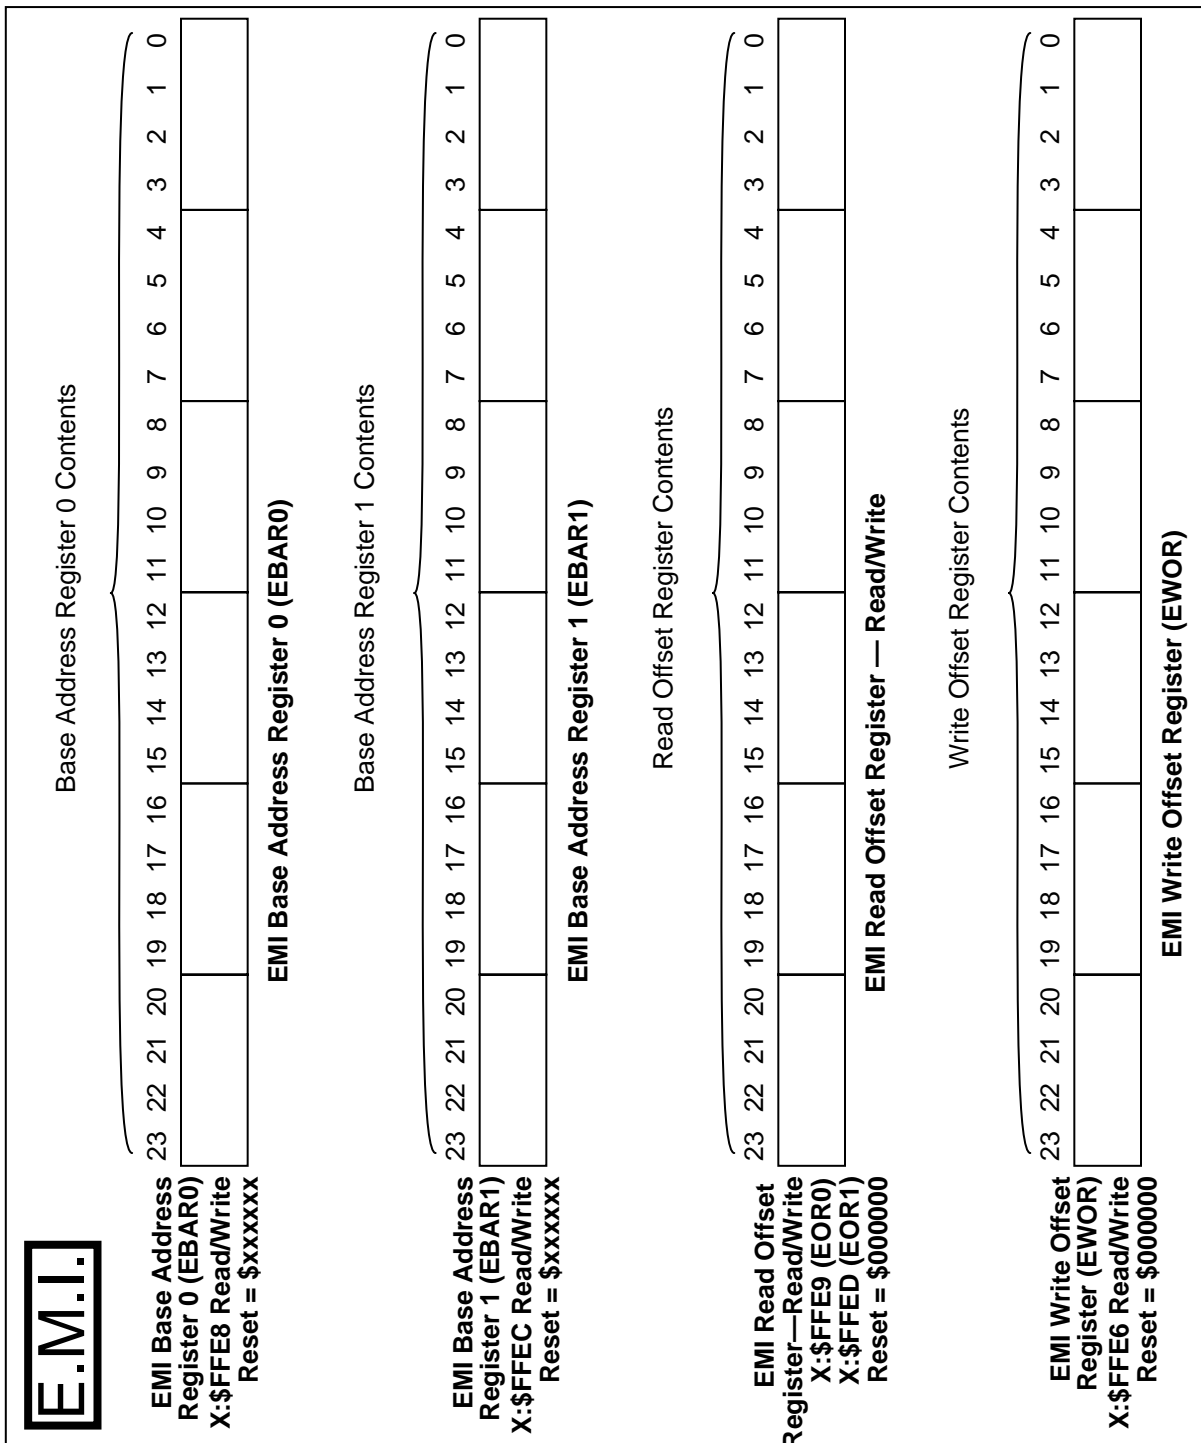 E.M.I.
Base Address Register 0 Contents
EMI Base Address
Register 0 (EBAR0)
X:$FFE8 Read/Write
Reset = $xxxxxx
23 22 21 20 19 18 17 16 15 14 13 12 11 10 9 8 7 6 5 4 3 2 1 0
EMI Base Address Register 0 (EBAR0)
Base Address Register 1 Contents
EMI Base Address
Register 1 (EBAR1)
X:$FFEC Read/Write
Reset = $xxxxxx
23 22 21 20 19 18 17 16 15 14 13 12 11 10 9 8 7 6 5 4 3 2 1 0
EMI Base Address Register 1 (EBAR1)
Read Offset Register Contents
EMI Read Offset
Register—Read/Write
X:$FFE9 (EOR0)
X:$FFED (EOR1)
Reset = $000000
23 22 21 20 19 18 17 16 15 14 13 12 11 10 9 8 7 6 5 4 3 2 1 0
EMI Read Offset Register — Read/Write
Write Offset Register Contents
EMI Write Offset
Register (EWOR)
X:$FFE6 Read/Write
Reset = $000000
23 22 21 20 19 18 17 16 15 14 13 12 11 10 9 8 7 6 5 4 3 2 1 0
EMI Write Offset Register (EWOR)